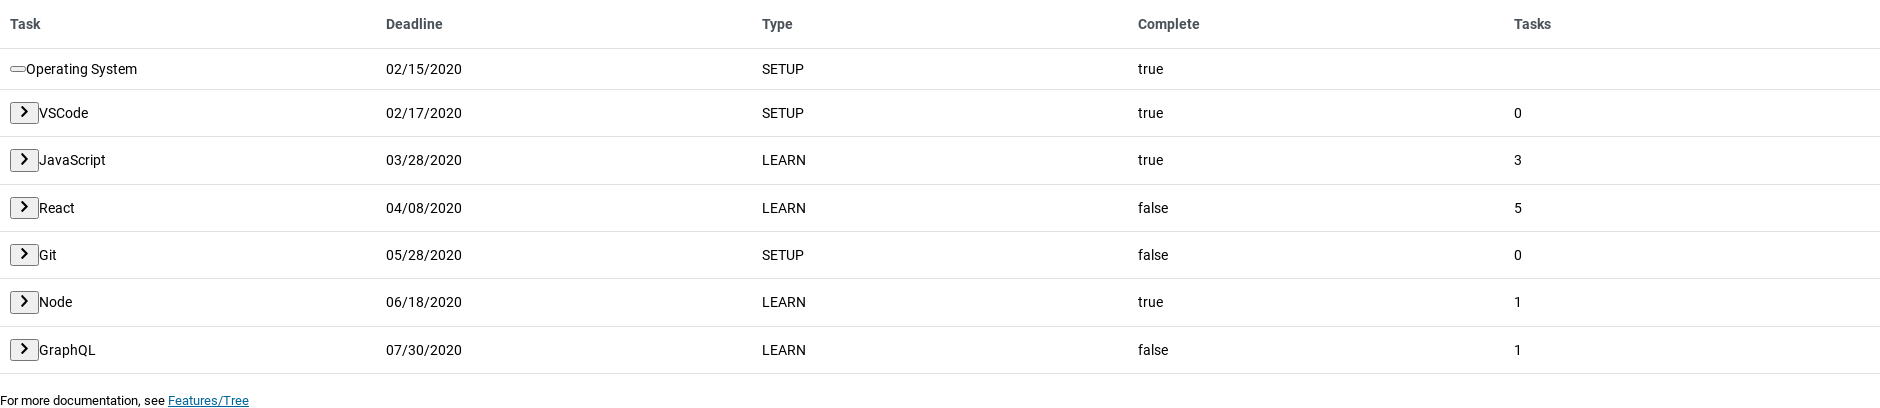 Task Deadline Type Complete Tasks
Operating System 02/15/2020 SETUP true
VSCode 02/17/2020 SETUP true 0
JavaScript 03/28/2020 LEARN true 3
React 04/08/2020 LEARN false 5
Git 05/28/2020 SETUP false 0
Node 06/18/2020 LEARN true 1
GraphQL 07/30/2020 LEARN false 1
For more documentation, see Features/Tree